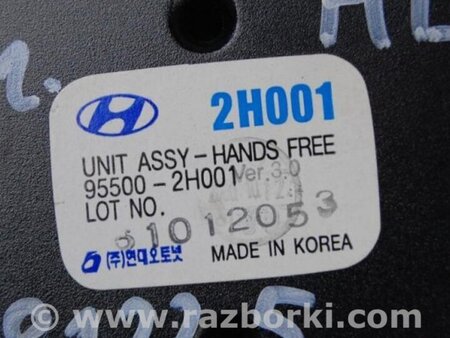 2H001
UNIT ASSY-HANDS FREE
95500-2H001 Ver.3.0
LOT NO.
51012053
(주)현대오토넷 MADE IN KOREA
© www.razborki.com